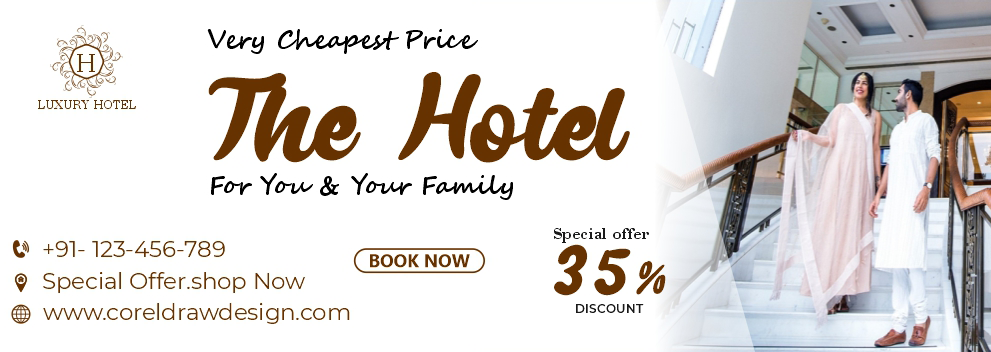 H
LUXURY HOTEL
Very Cheapest Price
The Hotel
For You & Your Family
+91- 123-456-789
Special Offer.shop Now
www.coreldrawdesign.com
BOOK NOW
Special offer
35%
DISCOUNT